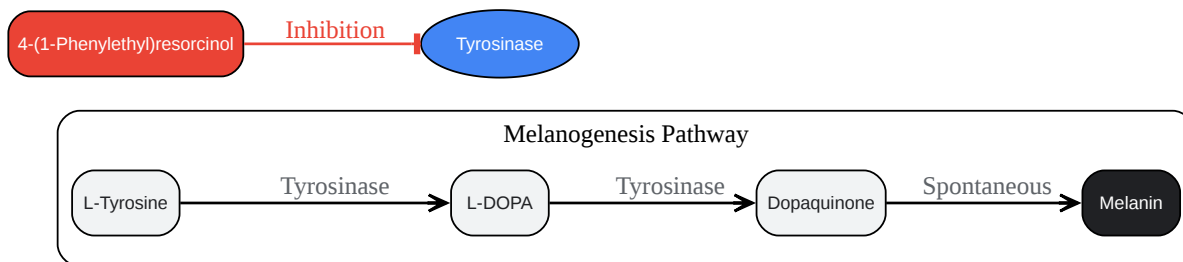 4-(1-Phenylethyl)resorcinol
Inhibition
Tyrosinase
Melanogenesis Pathway
L-Tyrosine
Tyrosinase
L-DOPA
Tyrosinase
Dopaquinone
Spontaneous
Melanin